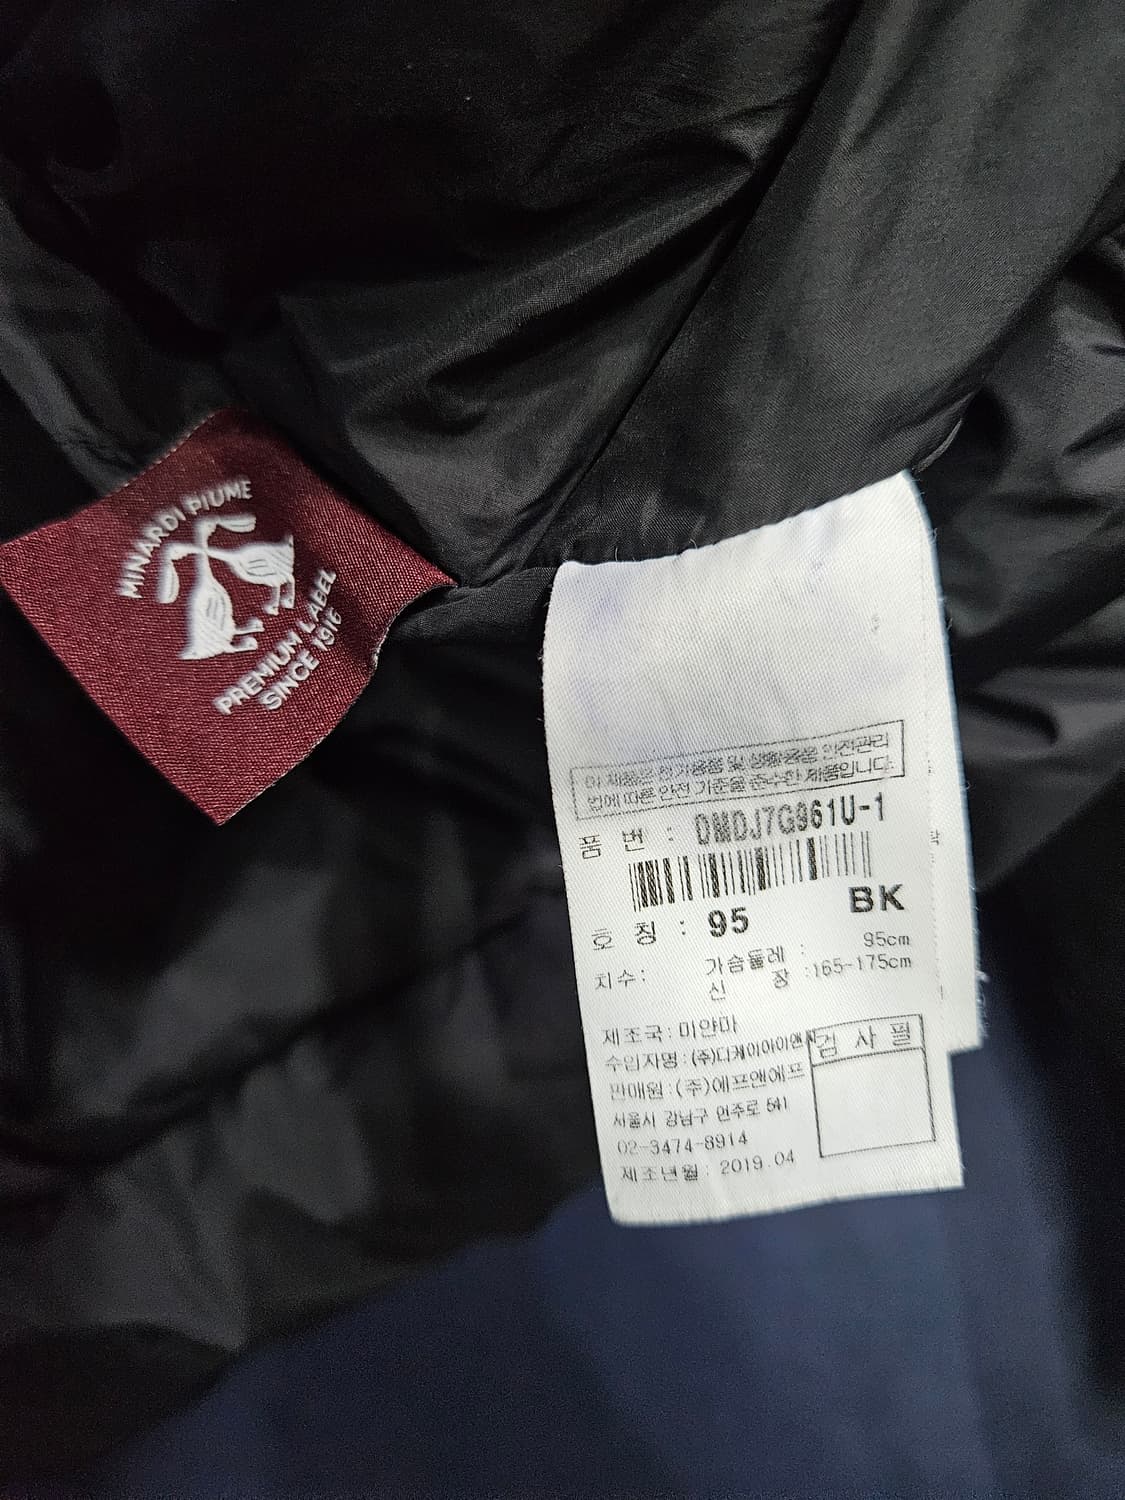 MINARDI PIUME
PREMIUM LABEL
SINCE 1916
이 제품은 전기용품 및 생활용품 안전관리
법에 따른 안전 기준을 준수한 제품입니다.
품 번 : DMDJ7G961U-1
BK
호 칭 : 95
치수: 가슴둘레 : 95cm
신 장 :165-175cm
제조국: 미얀마
수입자명 : (주)디케이아이앤
검 사 필
판매원 : (주)에프앤에프
서울시 강남구 언주로 541
02-3474-8914
제조년월 : 2019.04